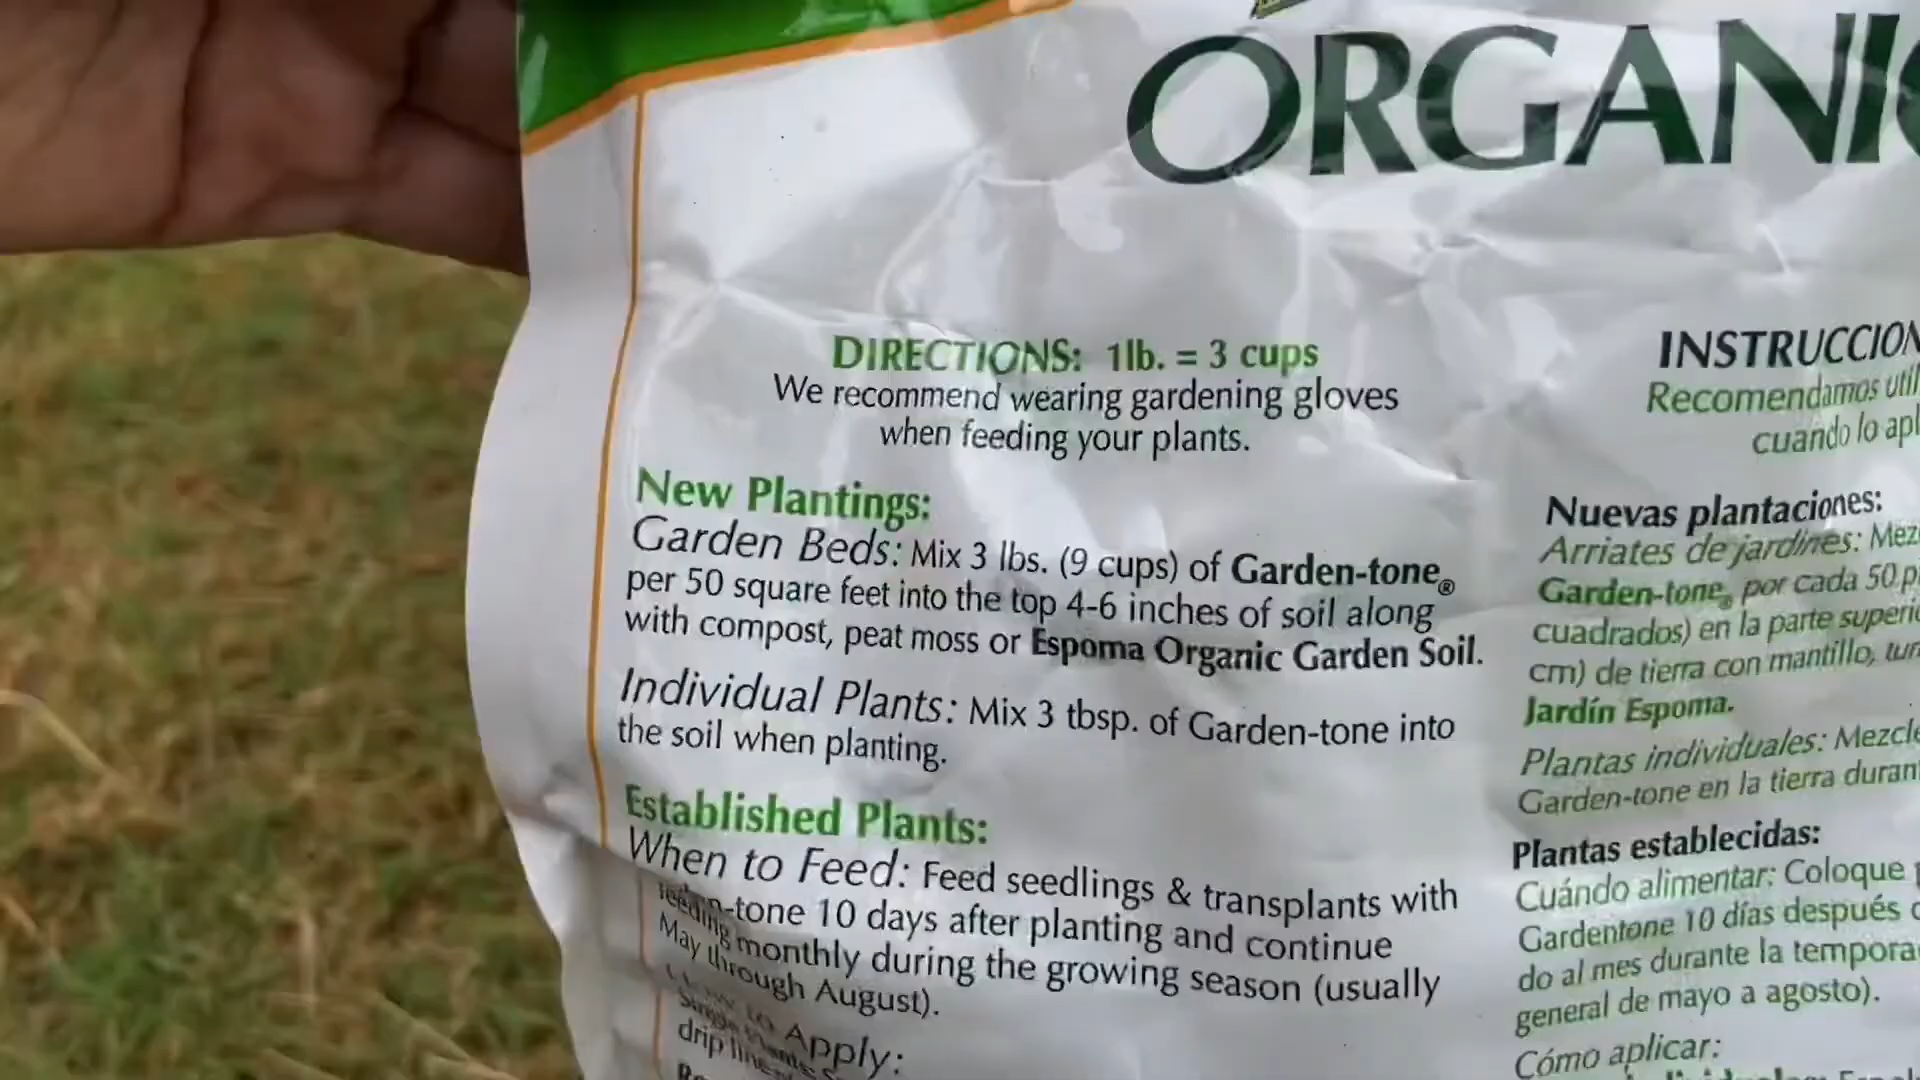 ORGANIC
DIRECTIONS: 1lb. = 3 cups
We recommend wearing gardening gloves
when feeding your plants.
New Plantings:
Garden Beds: Mix 3 lbs. (9 cups) of Garden-tone®
per 50 square feet into the top 4-6 inches of soil along
with compost, peat moss or Espoma Organic Garden Soil.
Individual Plants: Mix 3 tbsp. of Garden-tone into
the soil when planting.
Established Plants:
When to Feed: Feed seedlings & transplants with
n-tone 10 days after planting and continue
feeding monthly during the growing season (usually
May through August).
to Apply:
drip line
INSTRUCCION
Recomendamos util
cuando lo apl
Nuevas plantaciones:
Arriates de jardines: Mez
Garden-tone® por cada 50 p
cuadrados) en la parte superio
cm) de tierra con mantillo, tur
Jardín Espoma.
Plantas individuales: Mezcle
Garden-tone en la tierra duran
Plantas establecidas:
Cuándo alimentar: Coloque
Gardentone 10 días después
do al mes durante la tempora
general de mayo a agosto).
Cómo aplicar: